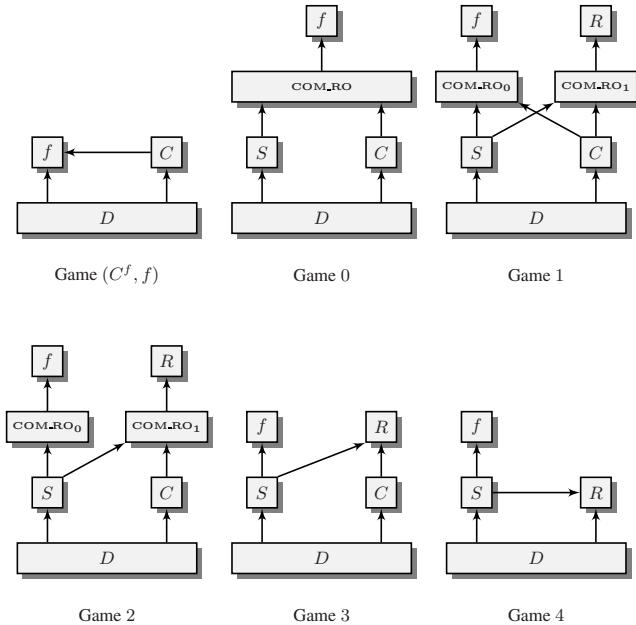 f
COM_RO
S C
D
f C
D
f R
COM_RO₀ COM_RO₁
S C
D
Game (C^f, f)
Game 0
Game 1
f R
COM_RO₀ COM_RO₁
S C
D
f R
S C
D
f
S R
D
Game 2
Game 3
Game 4